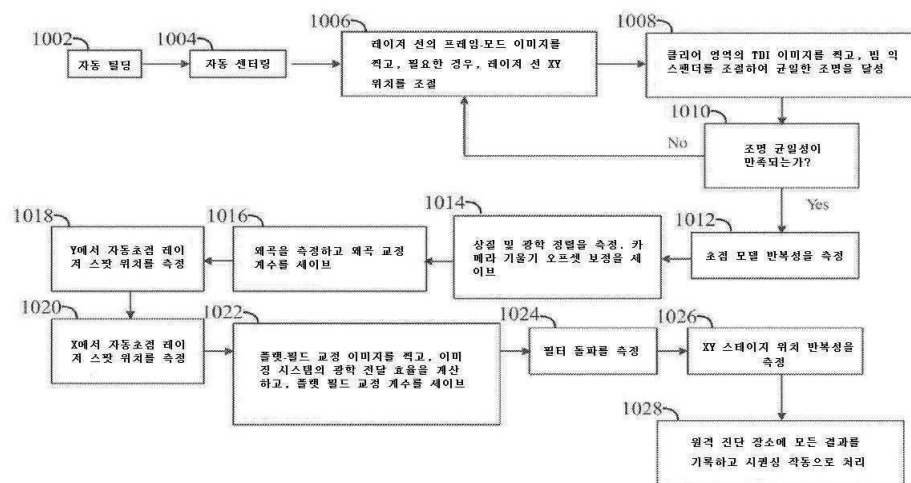 1002
자동 틸딩
1004
자동 센터링
1006
레이저 선의 프레임-모드 이미지를
찍고, 필요한 경우, 레이저 선 XY
위치를 조절
1008
클리어 영역의 TDI 이미지를 찍고, 빔 익
스팬더를 조절하여 균일한 조명을 달성
1010
조명 균일성이
만족되는가?
No
Yes
1012
초점 모델 반복성을 측정
1014
상질 및 광학 정렬을 측정. 카
메라 기울기 오프셋 보정을 세
이브
1016
왜곡을 측정하고 왜곡 교정
계수를 세이브
1018
Y에서 자동초점 레이
저 스팟 위치를 측정
1020
X에서 자동초점 레이
저 스팟 위치를 측정
1022
플랫-필드 교정 이미지를 찍고, 이미
징 시스템의 광학 전달 효율을 계산
하고, 플랫 필드 교정 계수를 세이브
1024
필터 돌파를 측정
1026
XY 스테이지 위치 반복성을
측정
1028
원격 진단 장소에 모든 결과를
기록하고 시퀀싱 작동으로 처리